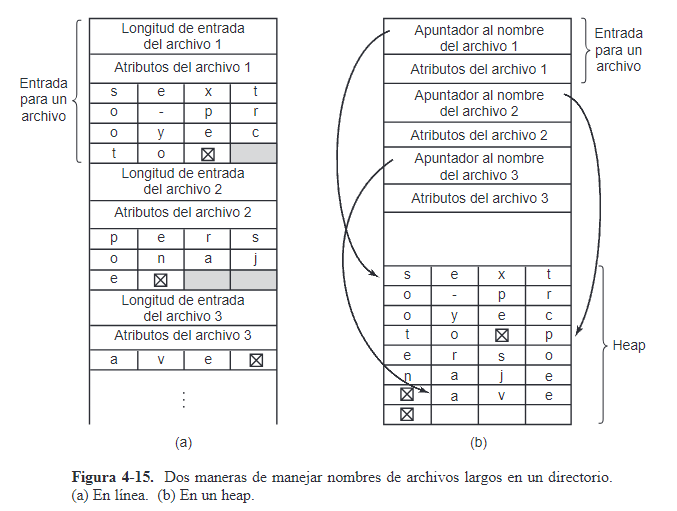 Entrada
para un
archivo
Longitud de entrada
del archivo 1
Atributos del archivo 1
s e x t
o - p r
o y e c
t o ☒
Longitud de entrada
del archivo 2
Atributos del archivo 2
p e r s
o n a j
e ☒
Longitud de entrada
del archivo 3
Atributos del archivo 3
a v e ☒
⋮
(a)
Apuntador al nombre
del archivo 1
Atributos del archivo 1
Apuntador al nombre
del archivo 2
Atributos del archivo 2
Apuntador al nombre
del archivo 3
Atributos del archivo 3
s e x t
o - p r
o y e c
t o ☒ p
e r s o
n a j e
☒ a v e
☒
Entrada
para un
archivo
Heap
(b)
Figura 4-15. Dos maneras de manejar nombres de archivos largos en un directorio.
(a) En línea. (b) En un heap.